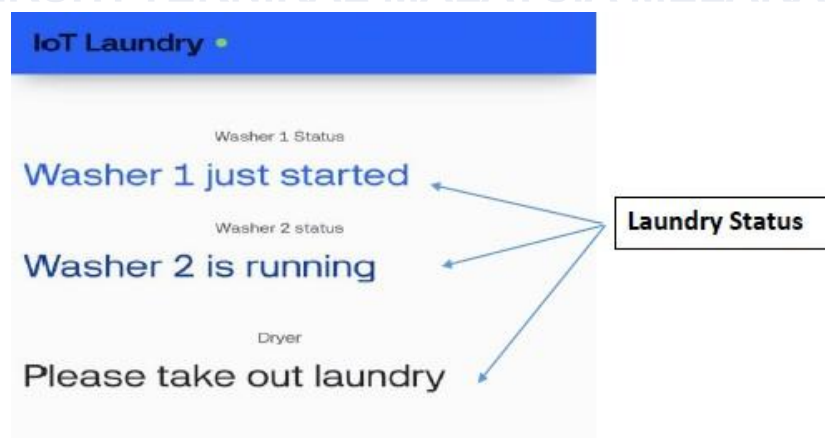 IoT Laundry
Washer 1 Status
Washer 1 just started
Laundry Status
Washer 2 status
Washer 2 is running
Dryer
Please take out laundry